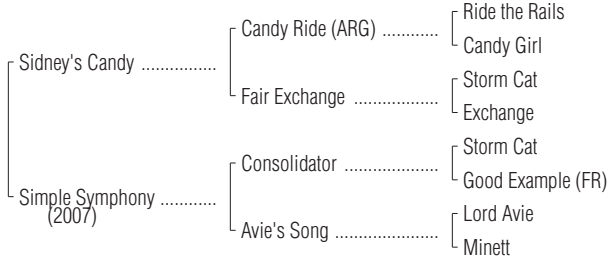 Ride the Rails
Candy Ride (ARG) ............
Candy Girl
Sidney's Candy ................
Storm Cat
Fair Exchange ..................
Exchange
Storm Cat
Consolidator ....................
Good Example (FR)
Simple Symphony ............
(2007)
Lord Avie
Avie's Song ......................
Minett